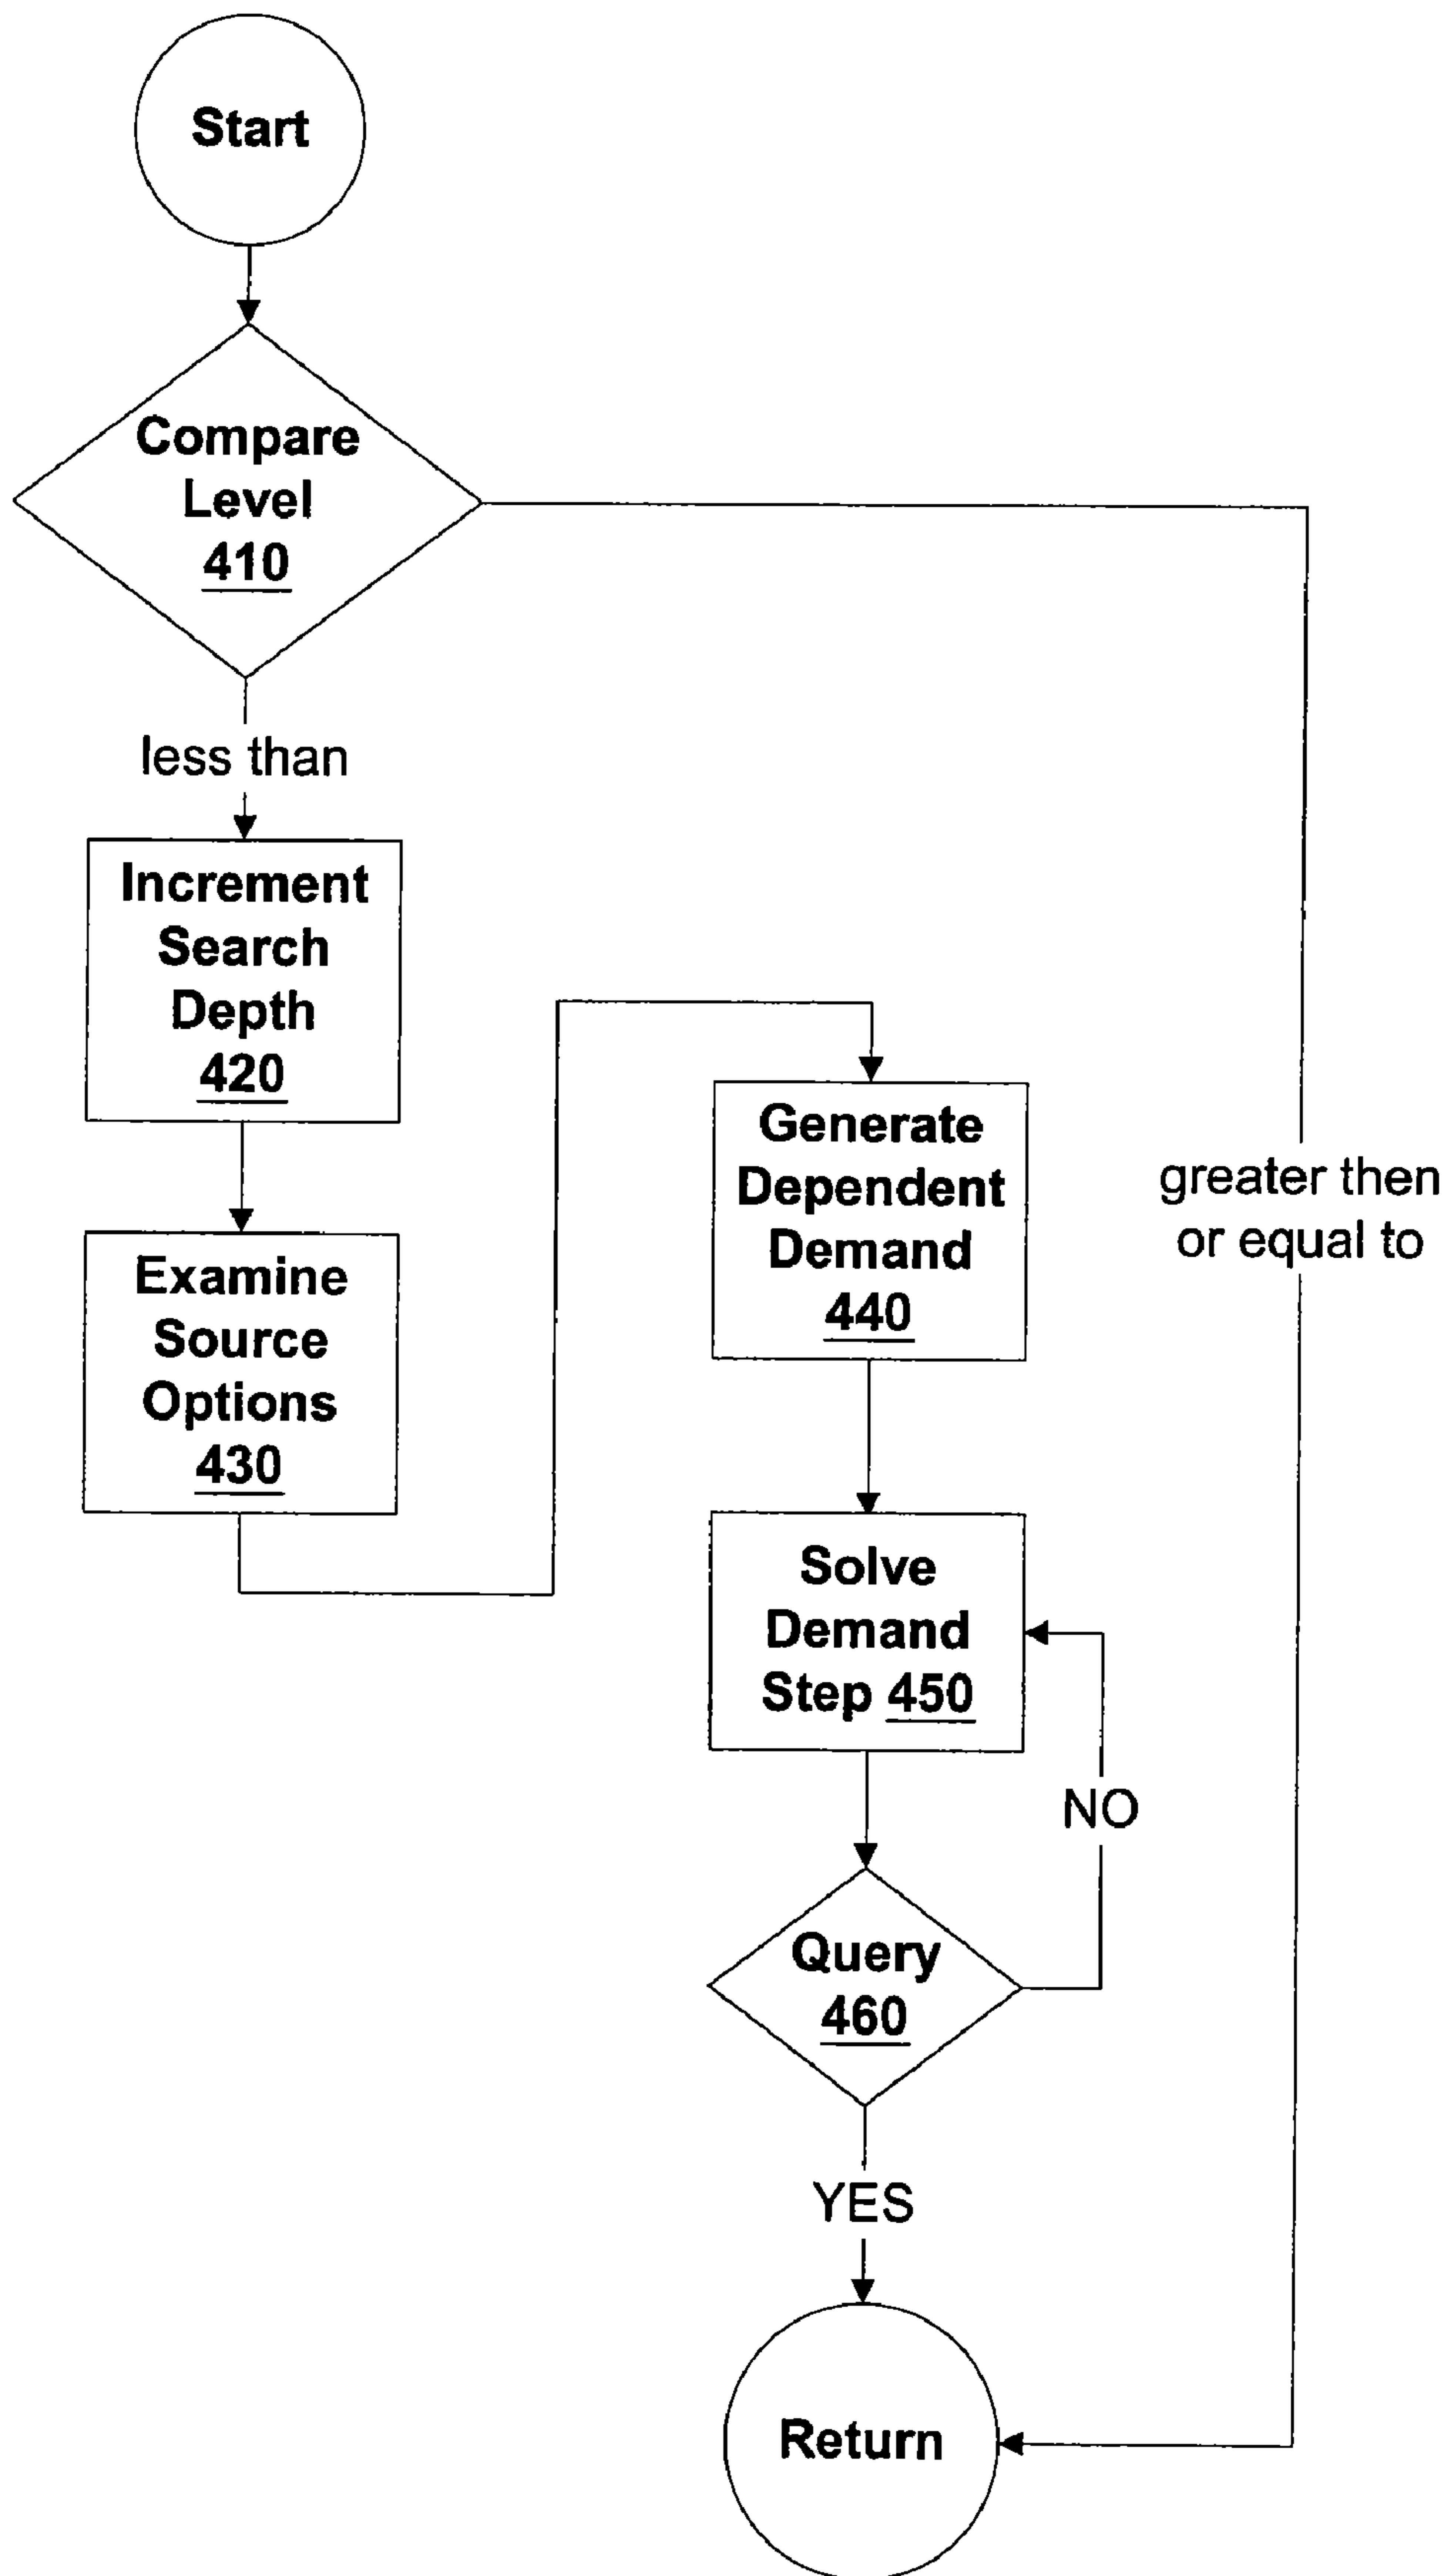 Start
Compare
Level
410
less than
Increment
Search
Depth
420
Examine
Source
Options
430
Generate
Dependent
Demand
440
greater then
or equal to
Solve
Demand
Step 450
NO
Query
460
YES
Return